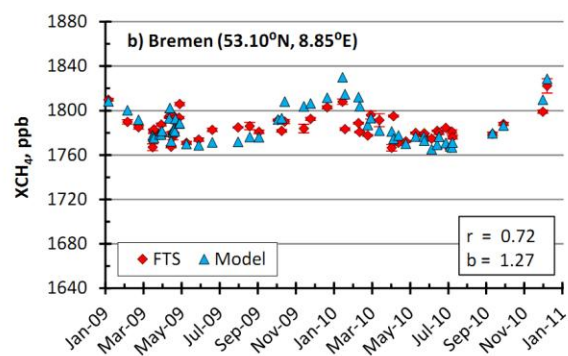 b) Bremen (53.10°N, 8.85°E)
XCH₄, ppb
1880
1840
1800
1760
1720
1680
1640
FTS Model
r = 0.72
b = 1.27
Jan-09 Mar-09 May-09 Jul-09 Sep-09 Nov-09 Jan-10 Mar-10 May-10 Jul-10 Sep-10 Nov-10 Jan-11